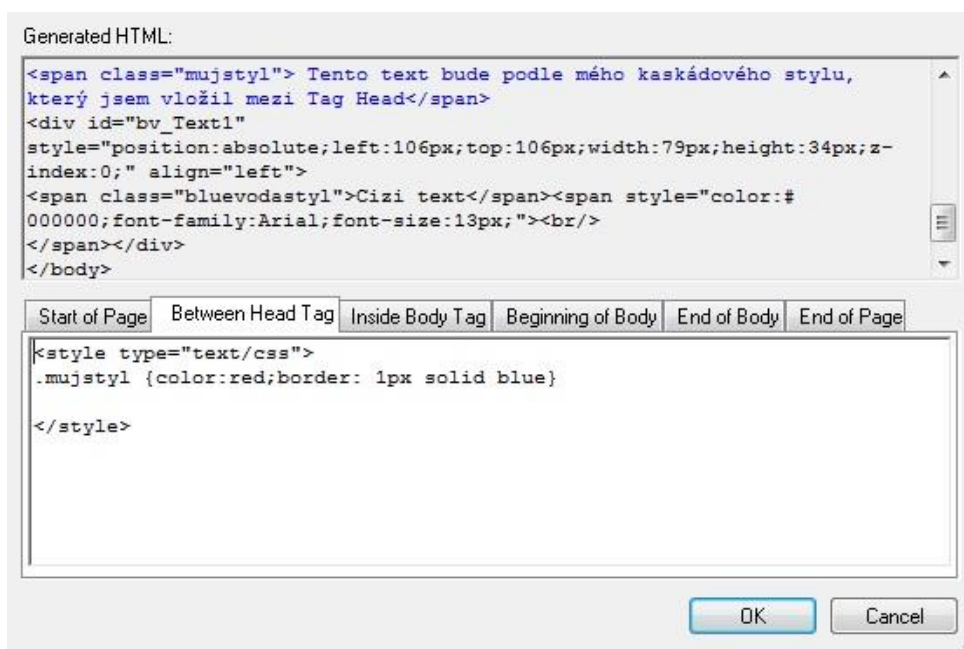 Generated HTML:
<span class="mujstyl"> Tento text bude podle mého kaskádového stylu,
který jsem vložil mezi Tag Head</span>
<div id="bv_Text1"
style="position:absolute;left:106px;top:106px;width:79px;height:34px;z-
index:0;" align="left">
<span class="bluevodastyl">Cizi text</span><span style="color:#
000000;font-family:Arial;font-size:13px;"><br/>
</span></div>
</body>
Start of Page Between Head Tag Inside Body Tag Beginning of Body End of Body End of Page
<style type="text/css">
.mujstyl {color:red;border: 1px solid blue}
</style>
OK Cancel